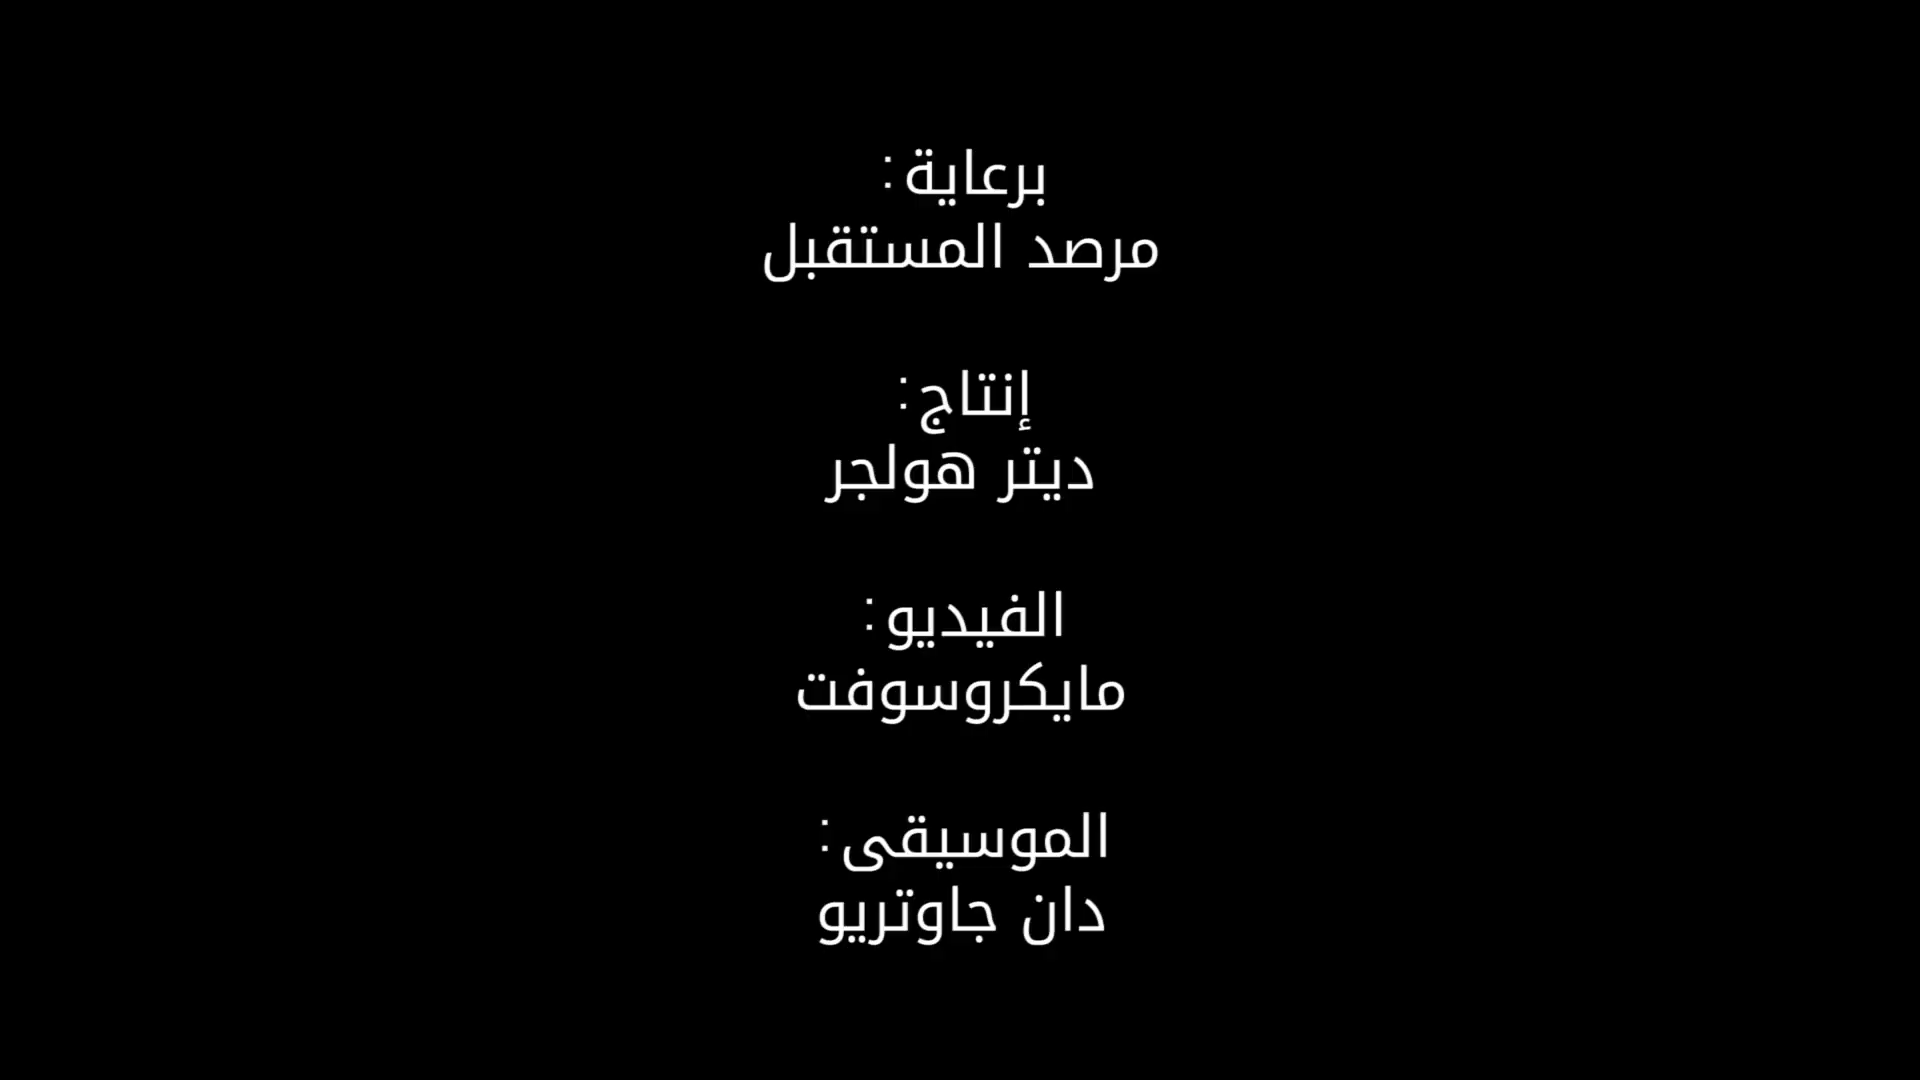 برعاية:
مرصد المستقبل
إنتاج:
ديتر هولجر
الفيديو:
مايكروسوفت
الموسيقى:
دان جاوتريو